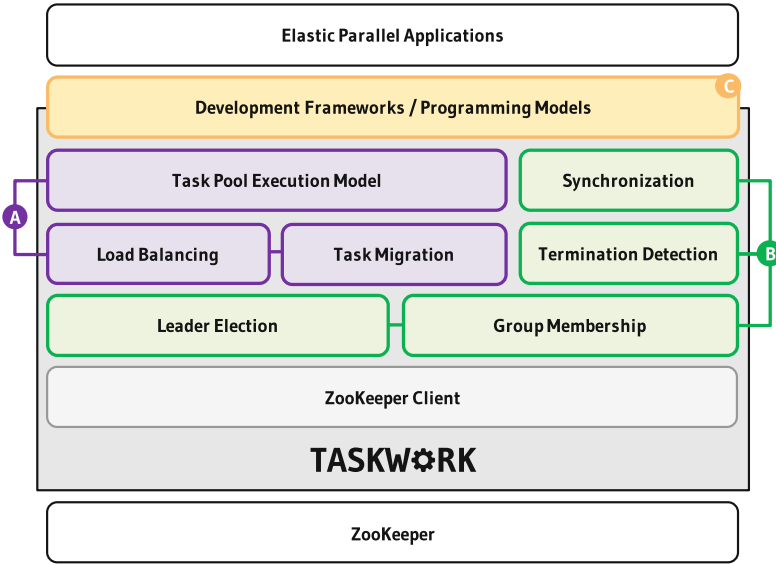 Elastic Parallel Applications
C
Development Frameworks / Programming Models
Task Pool Execution Model
Synchronization
A
Load Balancing
Task Migration
Termination Detection
B
Leader Election
Group Membership
ZooKeeper Client
TASKWORK
ZooKeeper